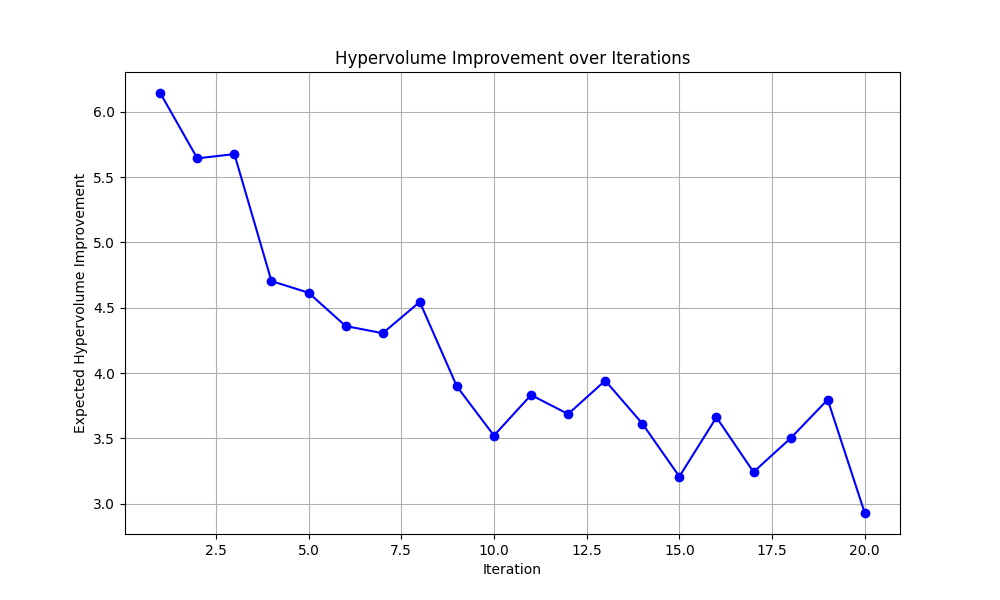 Hypervolume Improvement over Iterations
Expected Hypervolume Improvement
6.0
5.5
5.0
4.5
4.0
3.5
3.0
2.5 5.0 7.5 10.0 12.5 15.0 17.5 20.0
Iteration